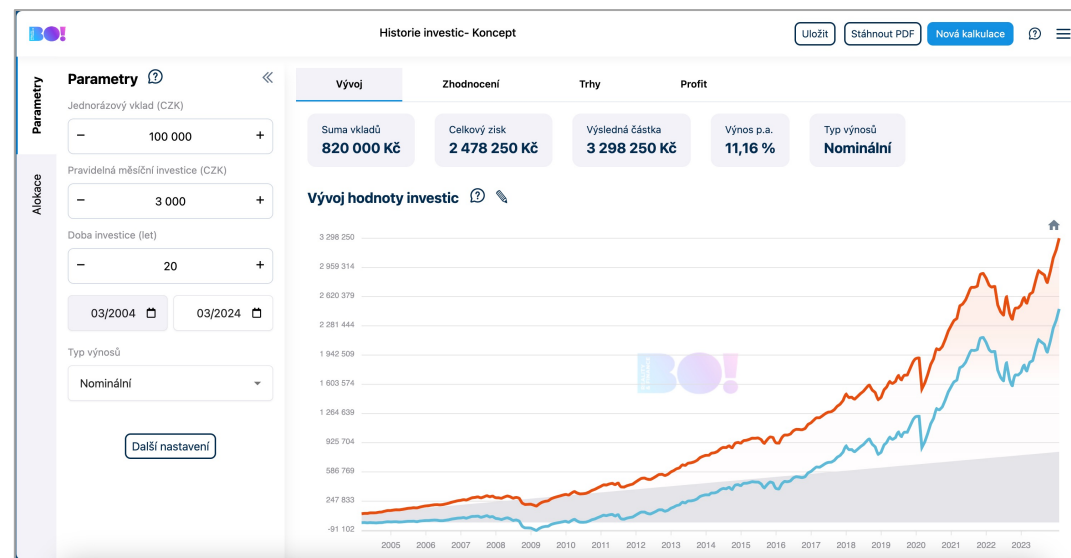 BO!
Historie investic- Koncept
Uložit
Stáhnout PDF
Nová kalkulace
Parametry
Alokace
Parametry
Jednorázový vklad (CZK)
− 100 000 +
Pravidelná měsíční investice (CZK)
− 3 000 +
Doba investice (let)
− 20 +
03/2004 03/2024
Typ výnosů
Nominální
Další nastavení
Vývoj Zhodnocení Trhy Profit
Suma vkladů
820 000 Kč
Celkový zisk
2 478 250 Kč
Výsledná částka
3 298 250 Kč
Výnos p.a.
11,16 %
Typ výnosů
Nominální
Vývoj hodnoty investic
3 298 250
2 959 314
2 620 379
2 281 444
1 942 509
1 603 574
1 264 639
925 704
586 769
247 833
-91 102
2005 2006 2007 2008 2009 2010 2011 2012 2013 2014 2015 2016 2017 2018 2019 2020 2021 2022 2023
BO!